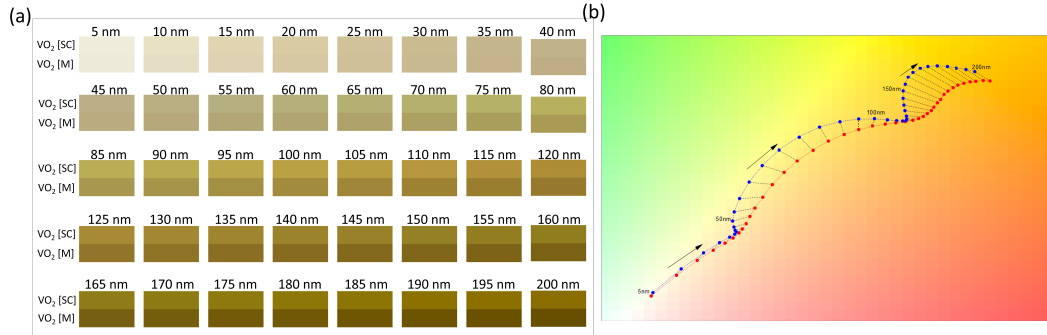 (a)
5 nm 10 nm 15 nm 20 nm 25 nm 30 nm 35 nm 40 nm
VO₂ [SC]
VO₂ [M]
45 nm 50 nm 55 nm 60 nm 65 nm 70 nm 75 nm 80 nm
VO₂ [SC]
VO₂ [M]
85 nm 90 nm 95 nm 100 nm 105 nm 110 nm 115 nm 120 nm
VO₂ [SC]
VO₂ [M]
125 nm 130 nm 135 nm 140 nm 145 nm 150 nm 155 nm 160 nm
VO₂ [SC]
VO₂ [M]
165 nm 170 nm 175 nm 180 nm 185 nm 190 nm 195 nm 200 nm
VO₂ [SC]
VO₂ [M]
(b)
200nm
150nm
100nm
50nm
5nm